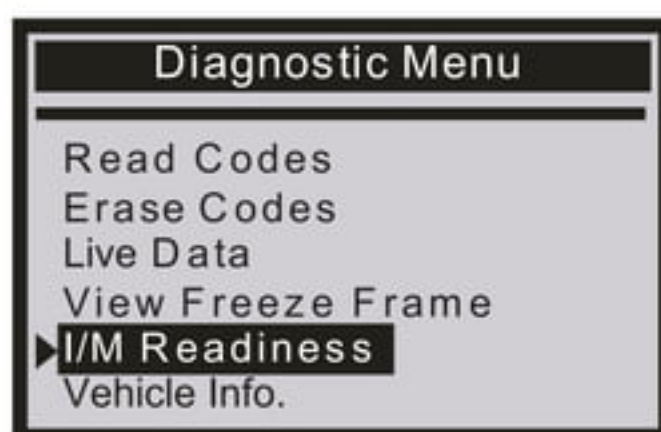 Diagnostic Menu
Read Codes
Erase Codes
Live Data
View Freeze Frame
I/M Readiness
Vehicle Info.